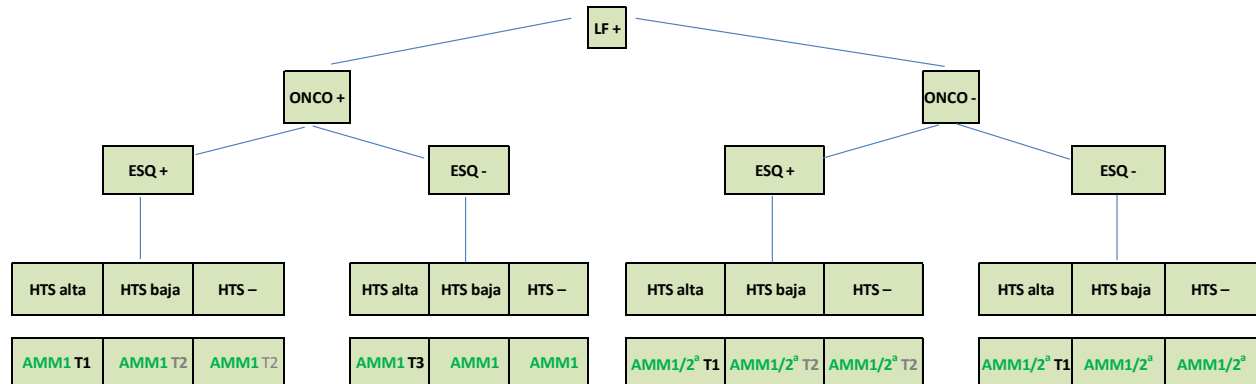 LF +
ONCO +
ONCO -
ESQ +
ESQ -
ESQ +
ESQ -
HTS alta HTS baja HTS –
HTS alta HTS baja HTS –
HTS alta HTS baja HTS –
HTS alta HTS baja HTS –
AMM1 T1 AMM1 T2 AMM1 T2
AMM1 T3 AMM1 AMM1
AMM1/2ª T1 AMM1/2ª T2 AMM1/2ª T2
AMM1/2ª T1 AMM1/2ª AMM1/2ª